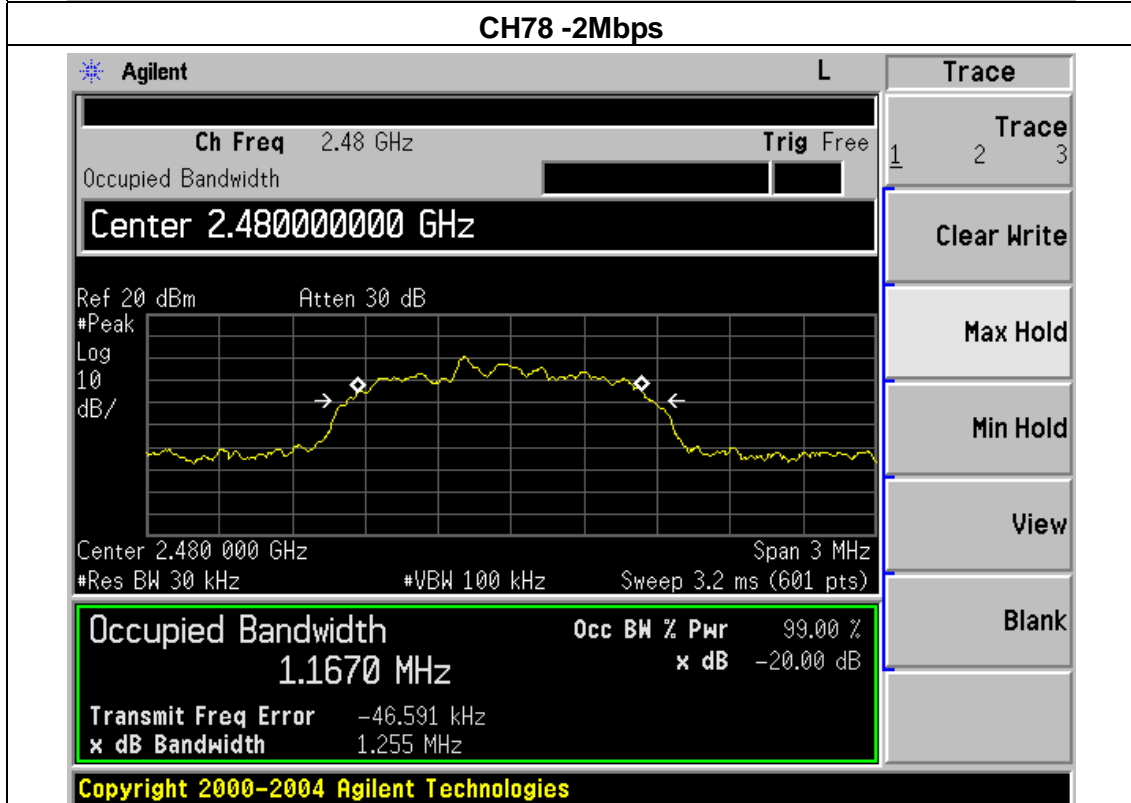 CH78 -2Mbps
Agilent L Trace
Ch Freq 2.48 GHz Trig Free
Occupied Bandwidth
Center 2.480000000 GHz
Ref 20 dBm Atten 30 dB
#Peak
Log
10
dB/
Center 2.480 000 GHz Span 3 MHz
#Res BW 30 kHz #VBW 100 kHz Sweep 3.2 ms (601 pts)
Occupied Bandwidth Occ BW % Pwr 99.00 %
1.1670 MHz x dB -20.00 dB
Transmit Freq Error -46.591 kHz
x dB Bandwidth 1.255 MHz
Copyright 2000-2004 Agilent Technologies
Trace
1 2 3
Clear Write
Max Hold
Min Hold
View
Blank